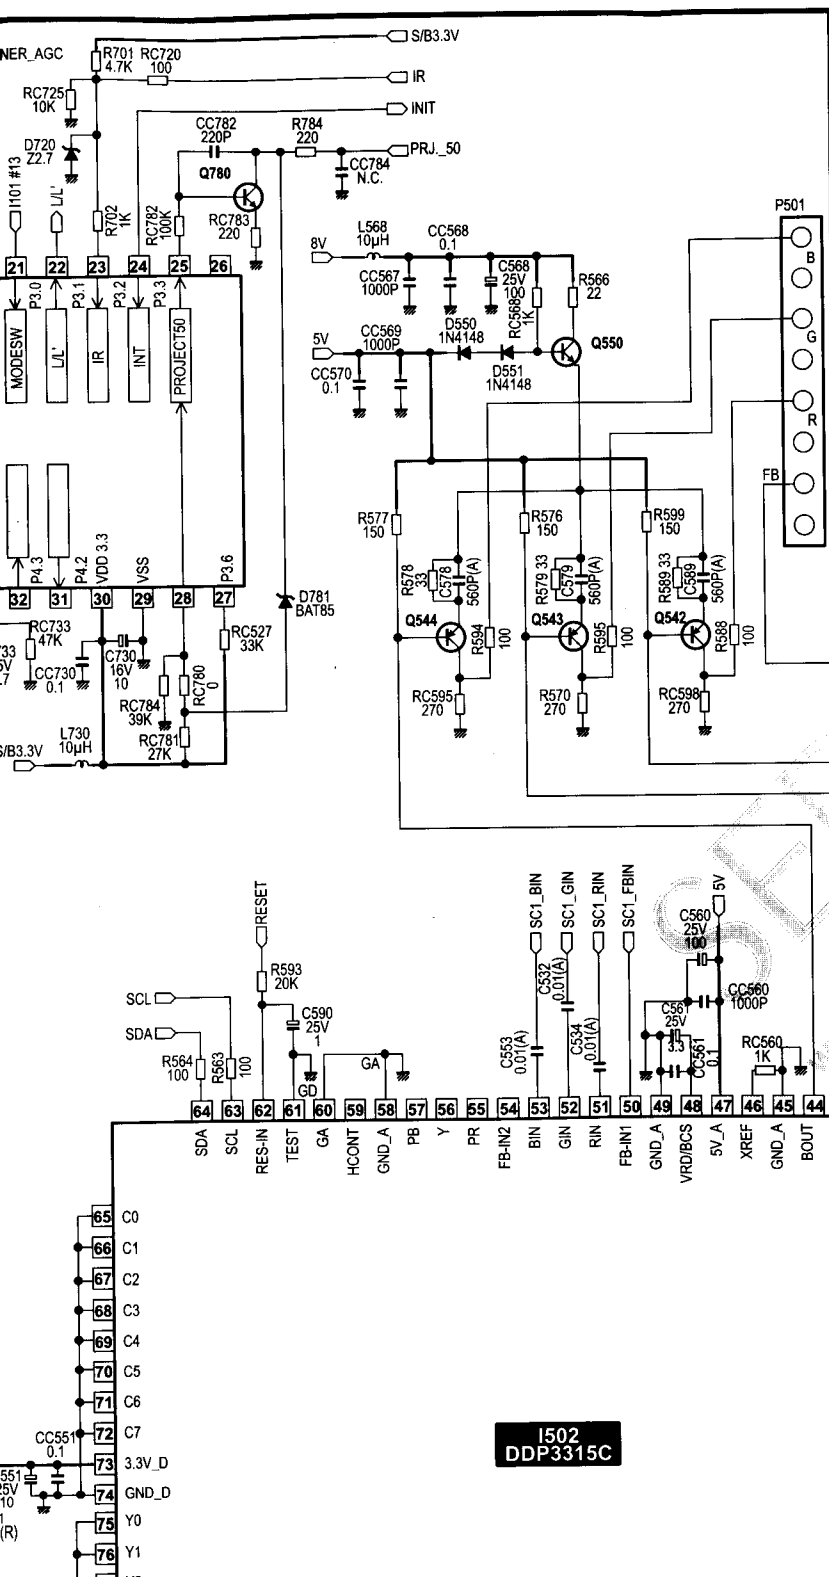 S/B3.3V
NER_AGC
R701
4.7K
RC720
100
IR
RC725
10K
INIT
CC782
220P
R784
220
D720
Z2.7
PRJ._50
Q780
CC784
N.C.
I101 #13
L/L'
R702
1K
RC782
100K
RC783
220
P501
L568
10µH
CC568
0.1
8V
21
22
23
24
25
26
B
CC567
1000P
C568
25V
100
RC568
1K
R566
22
P3.0
P3.1
P3.2
P3.3
MODESW
L/L'
IR
INT
PROJECT50
CC569
1000P
D550
1N4148
5V
Q550
G
CC570
0.1
D551
1N4148
R
FB
R577
150
R576
150
R599
150
P4.3
P4.2
VDD 3.3
VSS
P3.6
R578
33
C578
560P(A)
R579 33
C579
560P(A)
R589 33
C589
560P(A)
32
31
30
29
28
27
D781
BAT85
Q544
Q543
Q542
R594
100
R595
100
R588
100
RC733
47K
RC527
33K
CC730
0.1
C730
16V
10
RC784
39K
RC780
0
RC595
270
R570
270
RC598
270
RC781
27K
L730
10µH
S/B3.3V
RESET
SC1_BIN
SC1_GIN
SC1_RIN
SC1_FBIN
5V
C560
25V
100
R593
20K
SCL
C590
25V
1
C532
0.01(A)
CC560
1000P
SDA
R564
100
R563
100
C553
0.01(A)
C534
0.01(A)
C561
25V
3.3
CC561
0.1
RC560
1K
GA
GD
64
63
62
61
60
59
58
57
56
55
54
53
52
51
50
49
48
47
46
45
44
SDA
SCL
RES-IN
TEST
GA
HCONT
GND_A
PB
Y
PR
FB-IN2
BIN
GIN
RIN
FB-IN1
GND_A
VRD/BCS
5V_A
XREF
GND_A
BOUT
65 C0
66 C1
67 C2
68 C3
69 C4
70 C5
71 C6
72 C7
CC551
0.1
73 3.3V_D
74 GND_D
75 Y0
76 Y1
551
25V
10
(R)
I502
DDP3315C